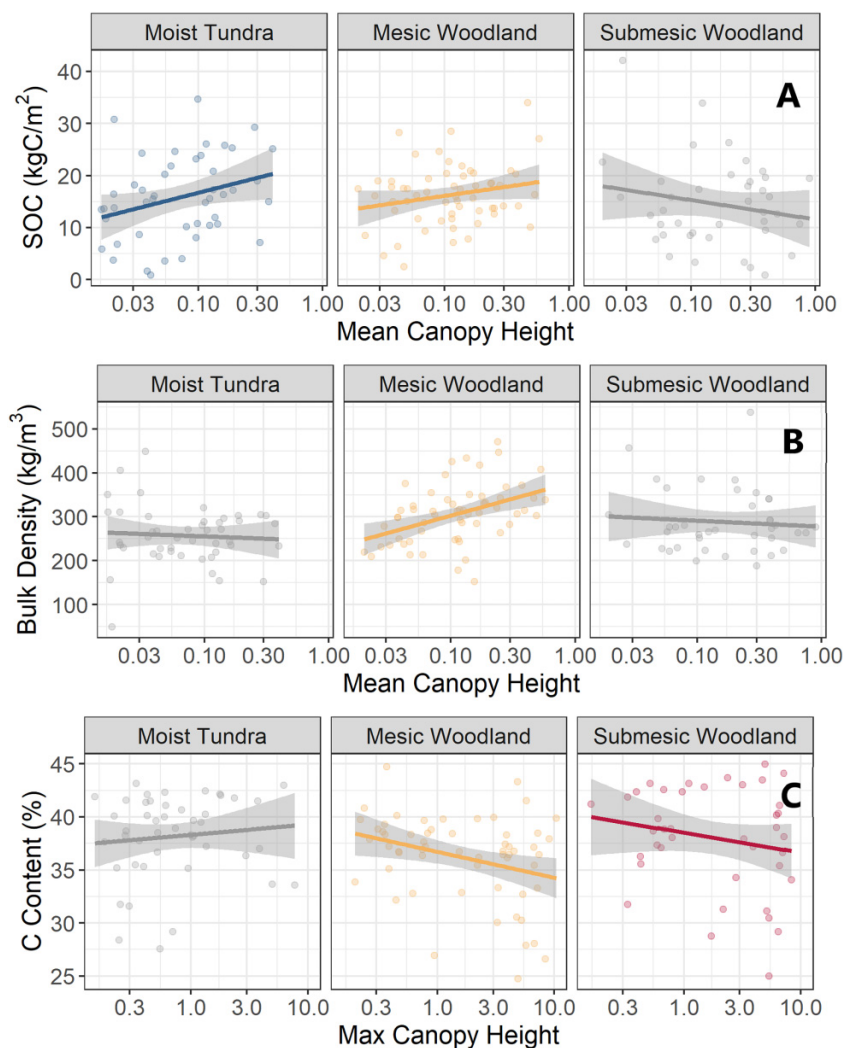 Moist Tundra Mesic Woodland Submesic Woodland
A
SOC (kgC/m²)
40
30
20
10
0
0.03 0.10 0.30 1.00 0.03 0.10 0.30 1.00 0.03 0.10 0.30 1.00
Mean Canopy Height
Moist Tundra Mesic Woodland Submesic Woodland
B
Bulk Density (kg/m³)
500
400
300
200
100
0.03 0.10 0.30 1.00 0.03 0.10 0.30 1.00 0.03 0.10 0.30 1.00
Mean Canopy Height
Moist Tundra Mesic Woodland Submesic Woodland
C
C Content (%)
45
40
35
30
25
0.3 1.0 3.0 10.0 0.3 1.0 3.0 10.0 0.3 1.0 3.0 10.0
Max Canopy Height